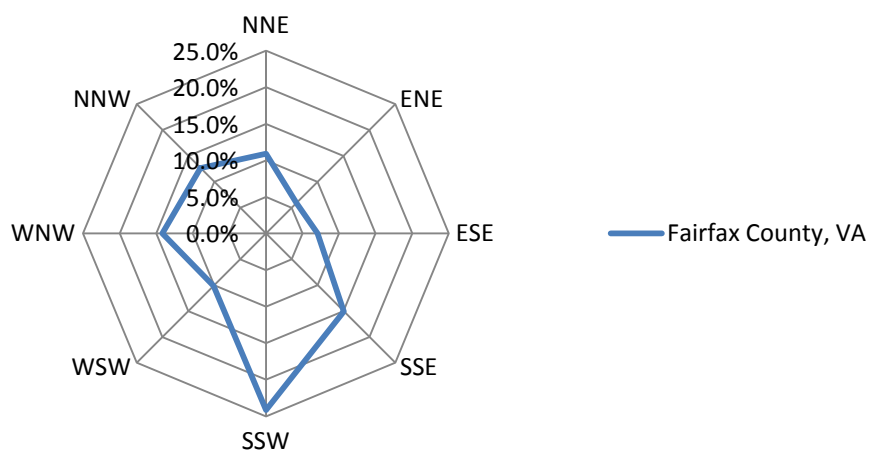 NNE
25.0%
20.0%
NNW
ENE
15.0%
10.0%
5.0%
WNW
0.0%
ESE
Fairfax County, VA
WSW
SSE
SSW